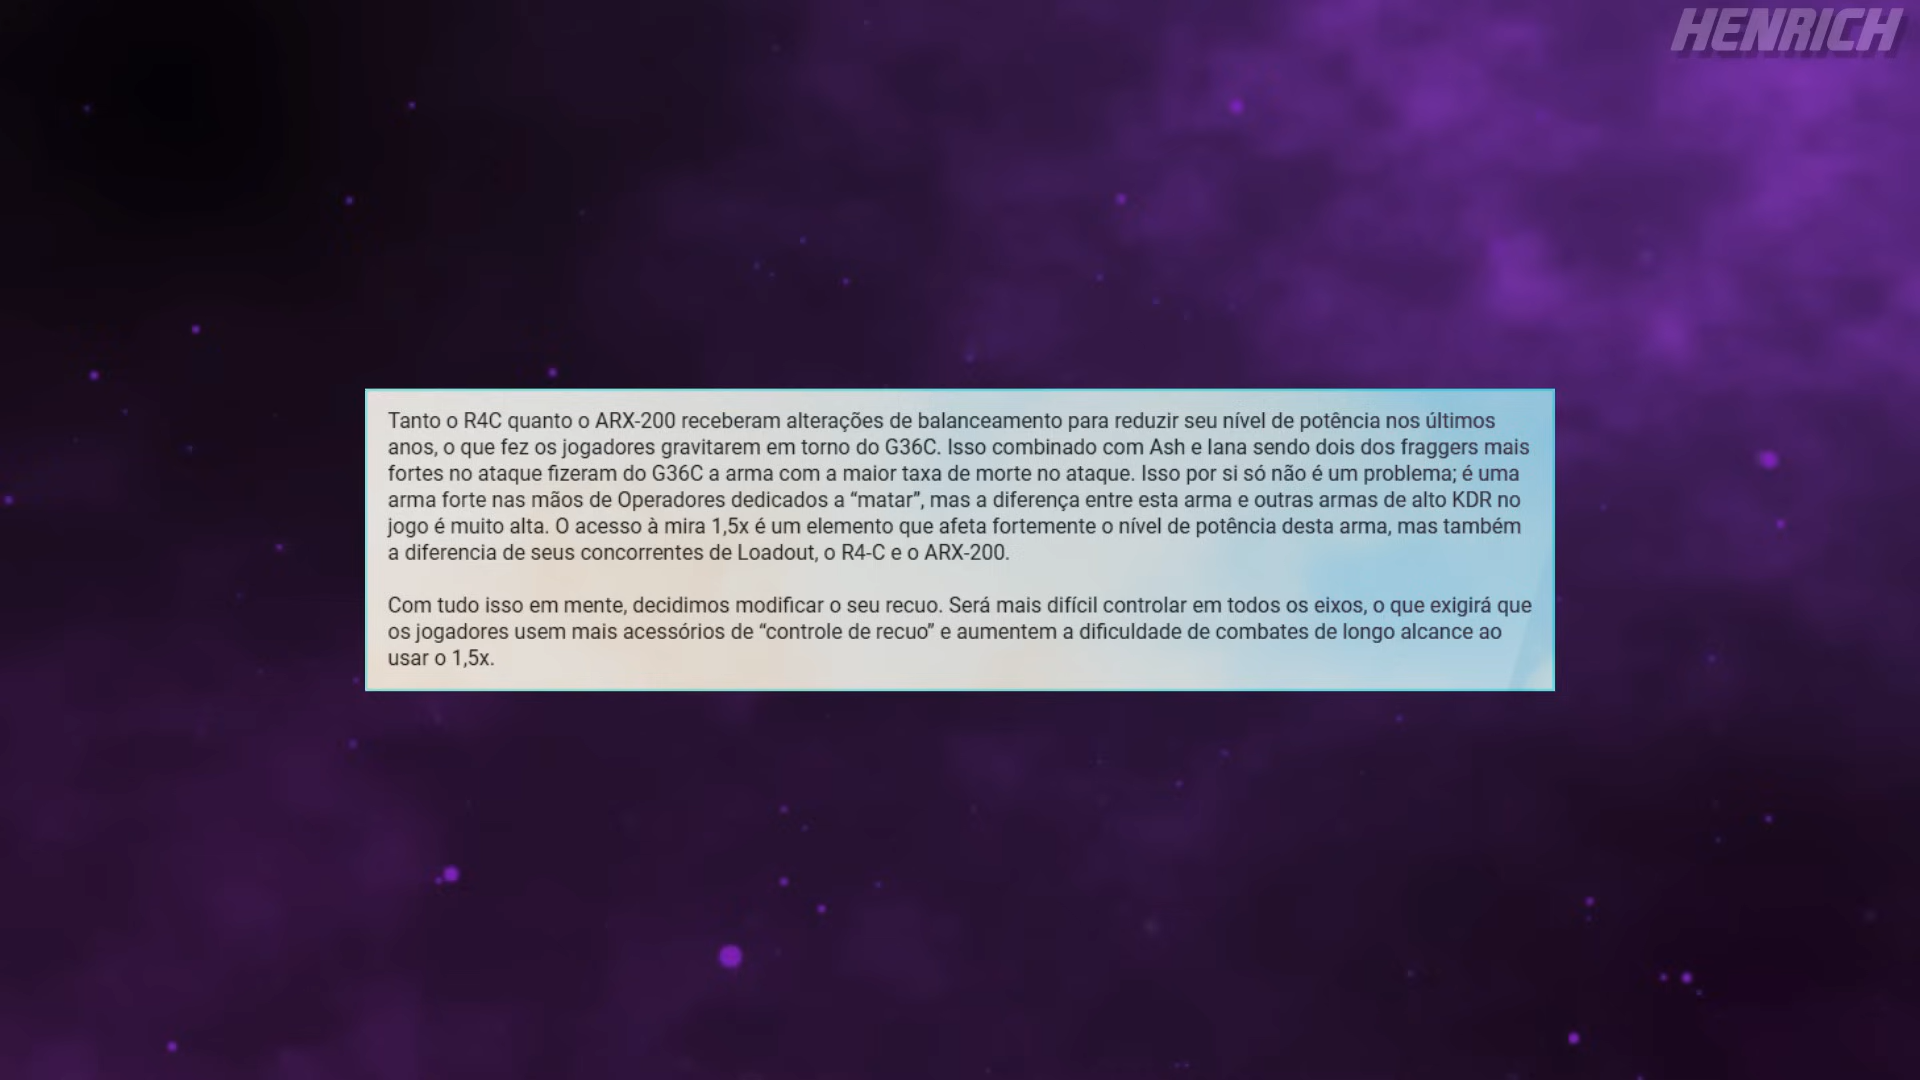 HENRICH
Tanto o R4C quanto o ARX-200 receberam alterações de balanceamento para reduzir seu nível de potência nos últimos
anos, o que fez os jogadores gravitarem em torno do G36C. Isso combinado com Ash e Iana sendo dois dos fraggers mais
fortes no ataque fizeram do G36C a arma com a maior taxa de morte no ataque. Isso por si só não é um problema; é uma
arma forte nas mãos de Operadores dedicados a “matar”, mas a diferença entre esta arma e outras armas de alto KDR no
jogo é muito alta. O acesso à mira 1,5x é um elemento que afeta fortemente o nível de potência desta arma, mas também
a diferencia de seus concorrentes de Loadout, o R4-C e o ARX-200.
Com tudo isso em mente, decidimos modificar o seu recuo. Será mais difícil controlar em todos os eixos, o que exigirá que
os jogadores usem mais acessórios de “controle de recuo” e aumentem a dificuldade de combates de longo alcance ao
usar o 1,5x.